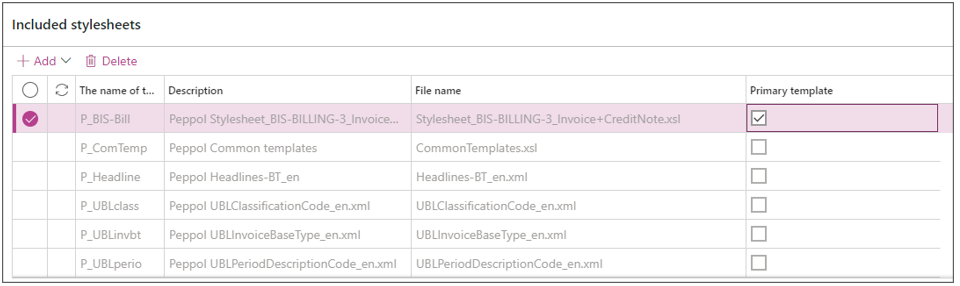 Included stylesheets
Add Delete
The name of t... Description File name Primary template
P_BIS-Bill Peppol Stylesheet_BIS-BILLING-3_Invoice... Stylesheet_BIS-BILLING-3_Invoice+CreditNote.xsl
P_ComTemp Peppol Common templates CommonTemplates.xsl
P_Headline Peppol Headlines-BT_en Headlines-BT_en.xml
P_UBLclass Peppol UBLClassificationCode_en.xml UBLClassificationCode_en.xml
P_UBLinvbt Peppol UBLInvoiceBaseType_en.xml UBLInvoiceBaseType_en.xml
P_UBLperio Peppol UBLPeriodDescriptionCode_en.xml UBLPeriodDescriptionCode_en.xml